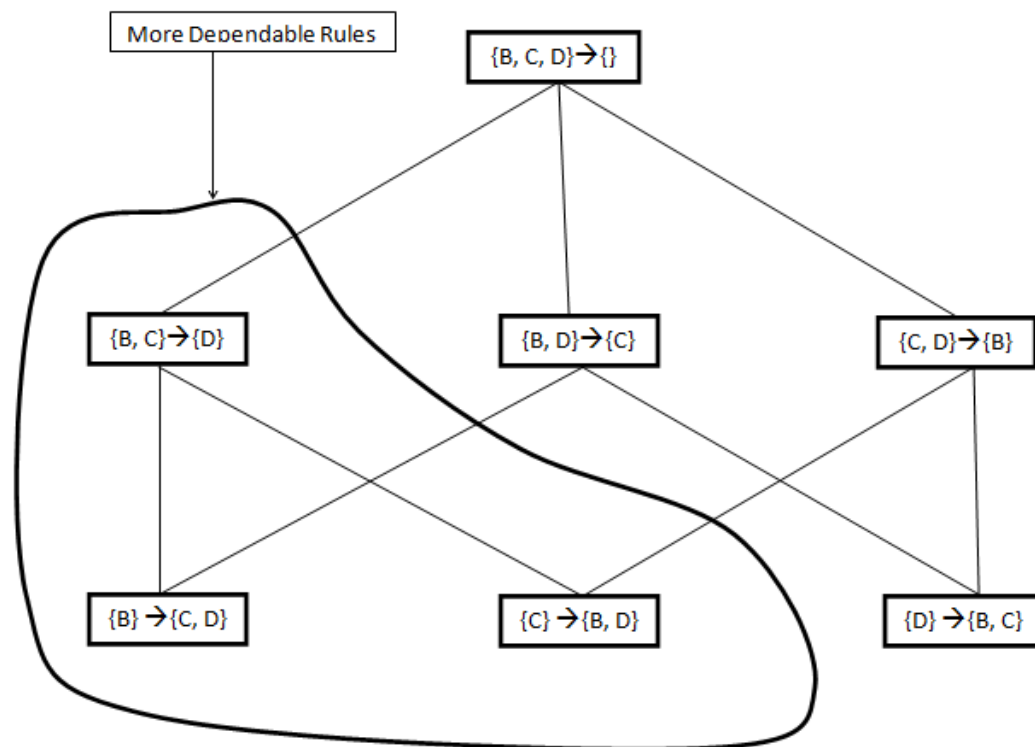 More Dependable Rules
{B, C, D}→{}
{B, C}→{D}
{B, D}→{C}
{C, D}→{B}
{B} →{C, D}
{C} →{B, D}
{D} →{B, C}